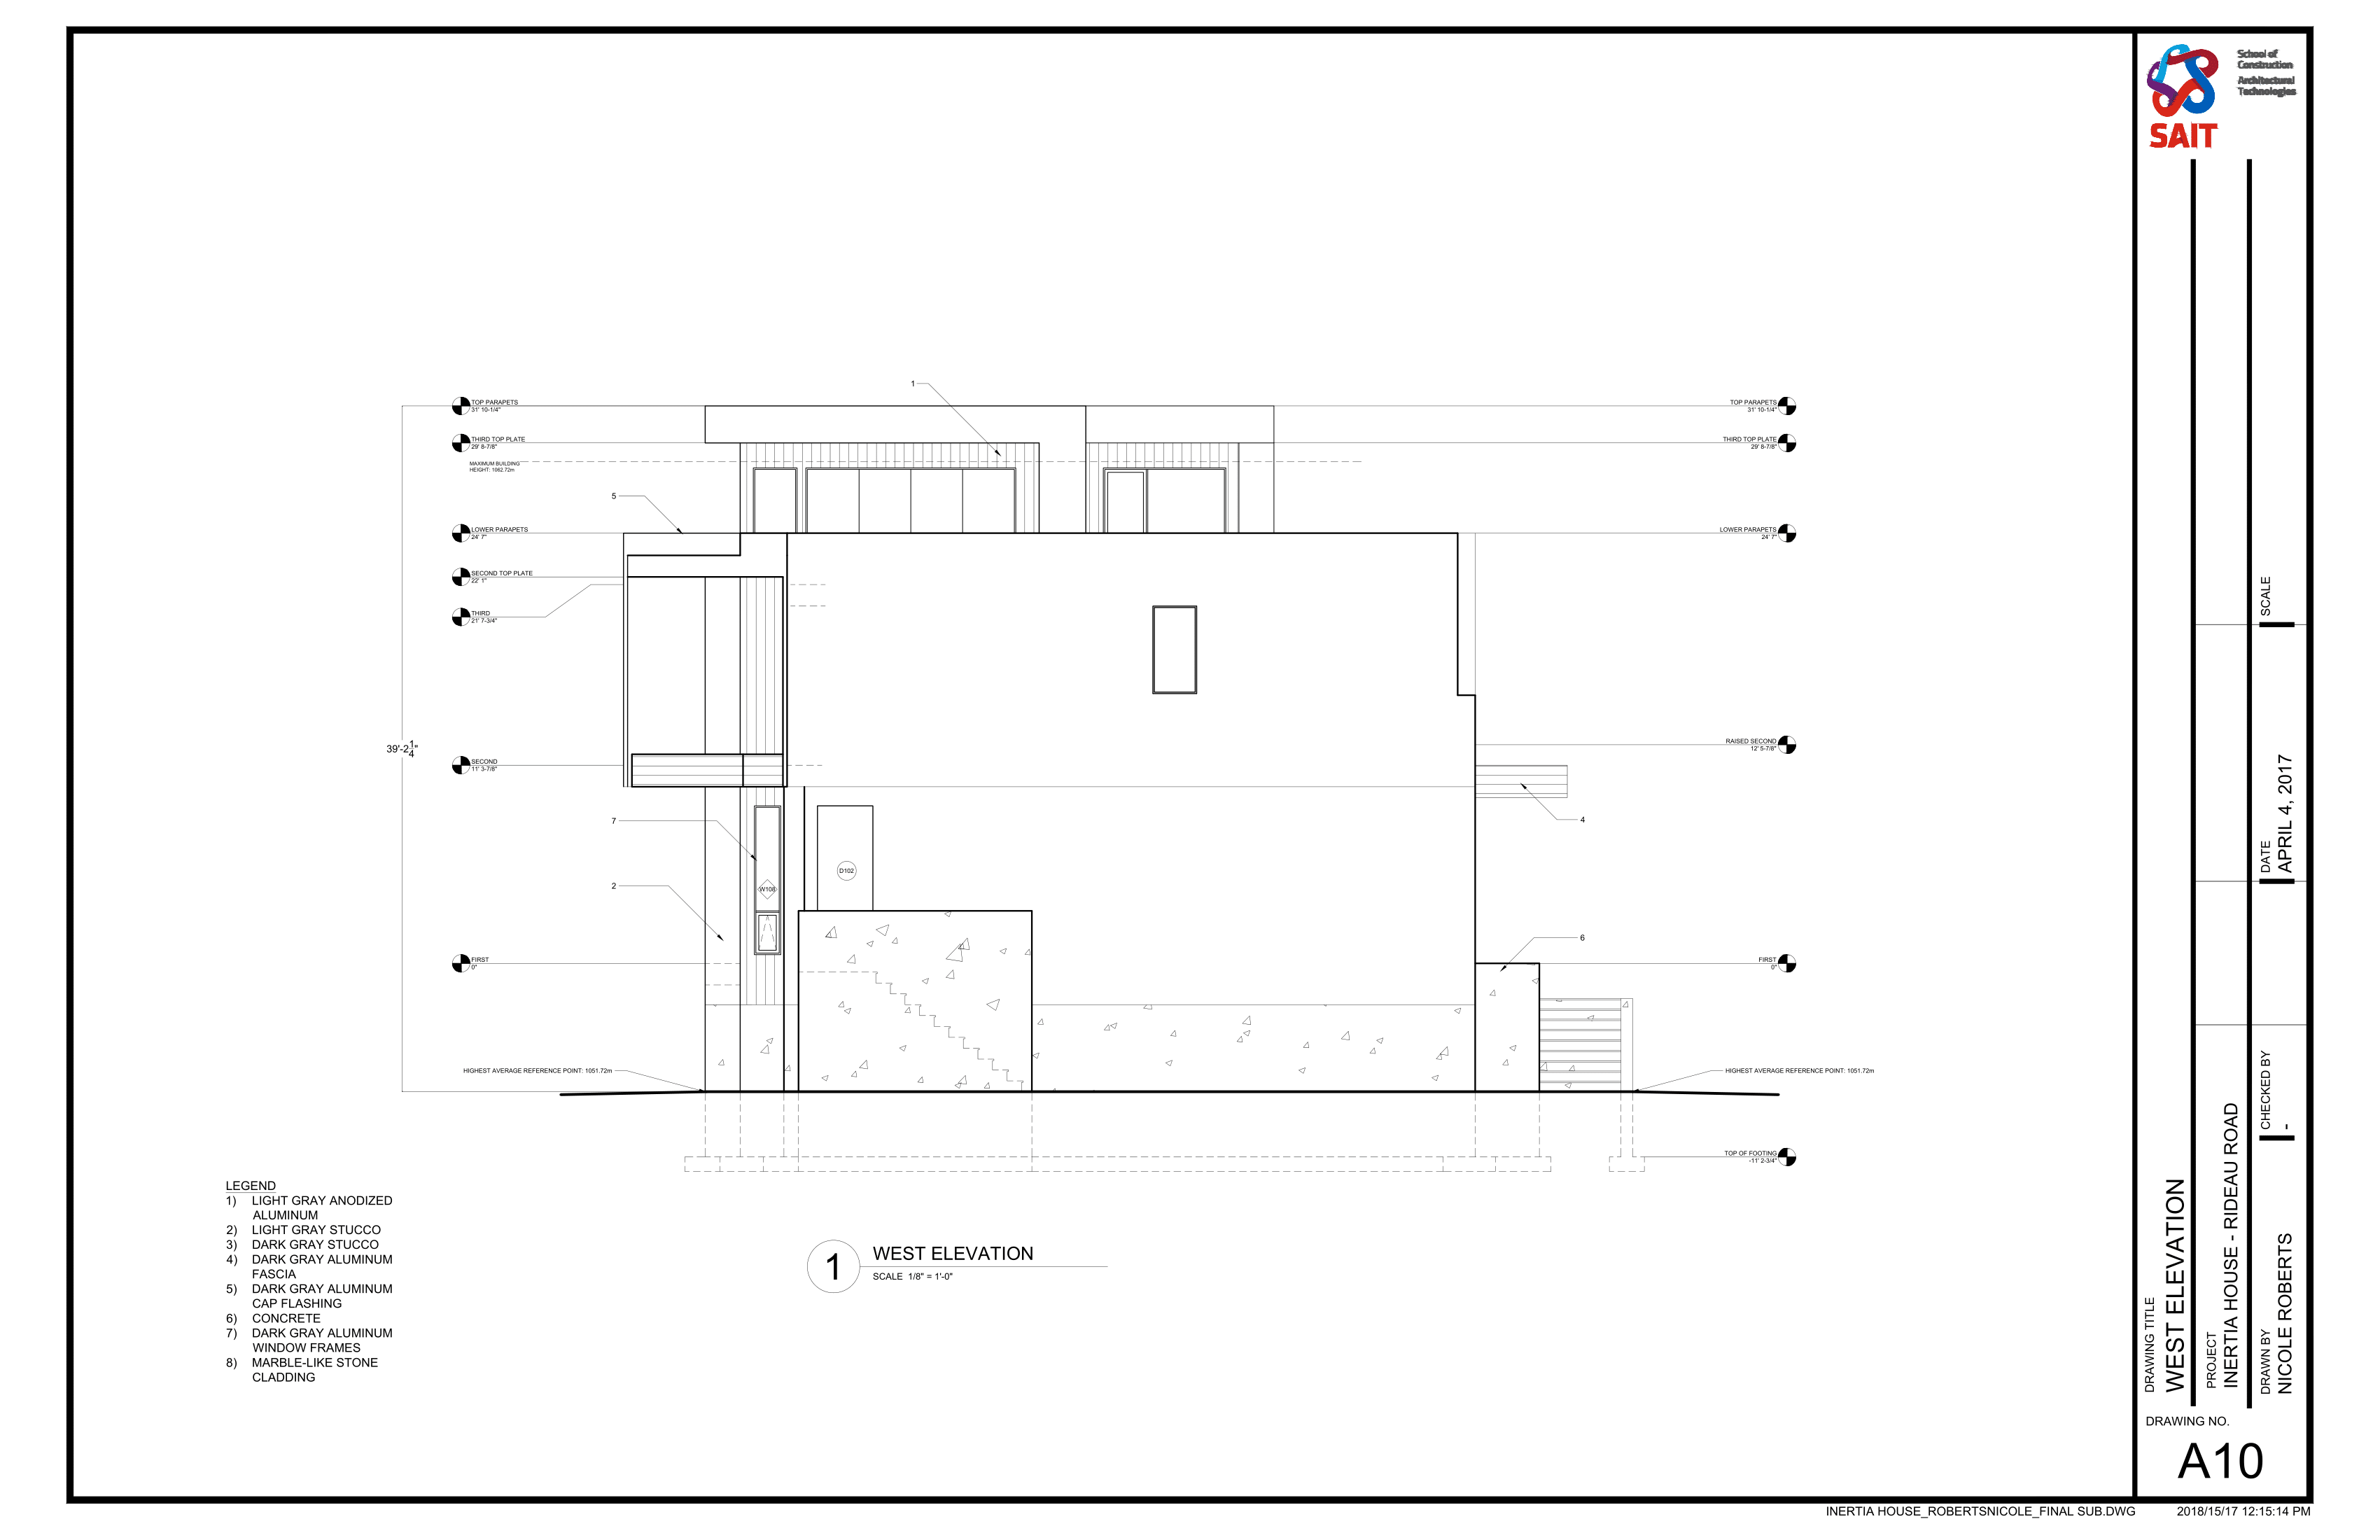 School of
Construction
Architectural
Technologies
SAIT
1
TOP PARAPETS
31' 10-1/4"
TOP PARAPETS
31' 10-1/4"
THIRD TOP PLATE
29' 8-7/8"
THIRD TOP PLATE
29' 8-7/8"
MAXIMUM BUILDING
HEIGHT: 1082.72m
5
LOWER PARAPETS
24' 7"
LOWER PARAPETS
24' 7"
SECOND TOP PLATE
22' 1"
THIRD
21' 7-3/4"
39'-2 1/4"
RAISED SECOND
12' 5-7/8"
SECOND
11' 3-7/8"
7
4
D102
2
W108
6
FIRST
0"
FIRST
0"
HIGHEST AVERAGE REFERENCE POINT: 1051.72m
HIGHEST AVERAGE REFERENCE POINT: 1051.72m
TOP OF FOOTING
-11' 2-3/4"
LEGEND
1) LIGHT GRAY ANODIZED
ALUMINUM
2) LIGHT GRAY STUCCO
3) DARK GRAY STUCCO
4) DARK GRAY ALUMINUM
FASCIA
5) DARK GRAY ALUMINUM
CAP FLASHING
6) CONCRETE
7) DARK GRAY ALUMINUM
WINDOW FRAMES
8) MARBLE-LIKE STONE
CLADDING
1
WEST ELEVATION
SCALE 1/8" = 1'-0"
DRAWING TITLE
WEST ELEVATION
PROJECT
INERTIA HOUSE - RIDEAU ROAD
DRAWN BY
NICOLE ROBERTS
CHECKED BY
-
DATE
APRIL 4, 2017
SCALE
DRAWING NO.
A10
INERTIA HOUSE_ROBERTSNICOLE_FINAL SUB.DWG
2018/15/17 12:15:14 PM